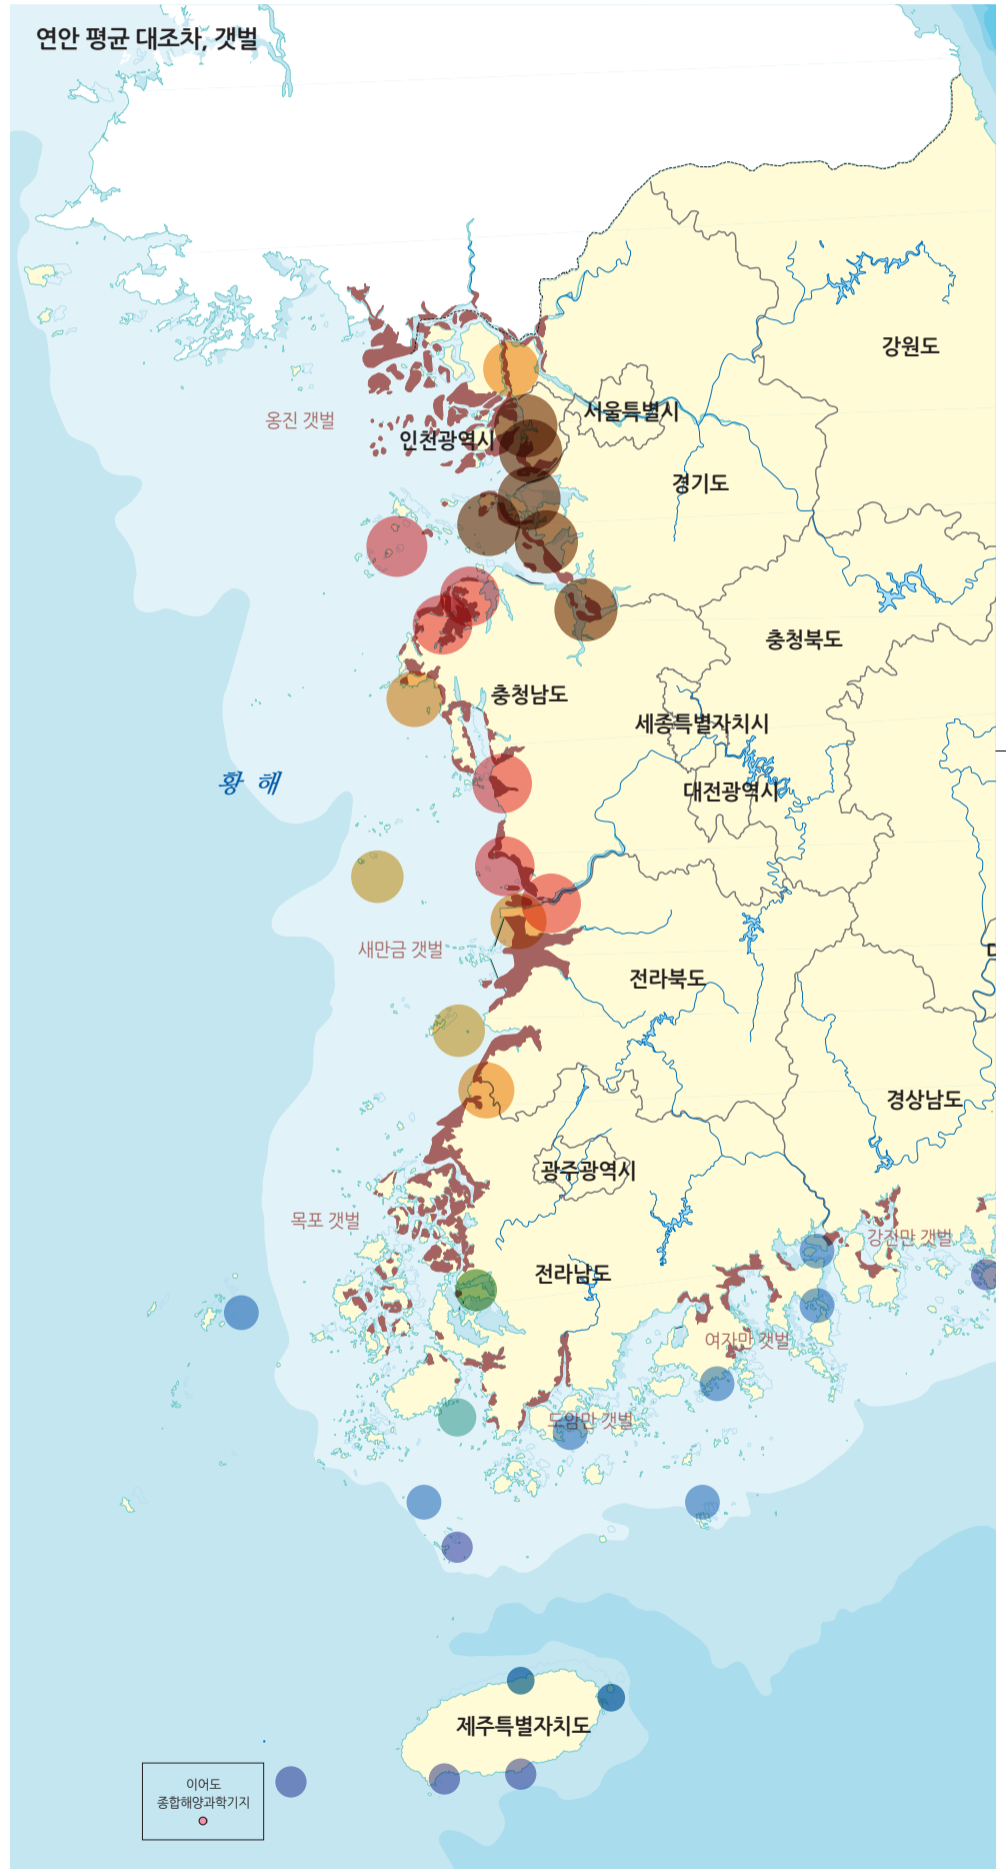 연안 평균 대조차, 갯벌
강원도
서울특별시
옹진 갯벌
인천광역시
경기도
충청북도
충청남도
세종특별자치시
황 해
대전광역시
새만금 갯벌
전라북도
경상남도
광주광역시
목포 갯벌
강진만 갯벌
전라남도
여자만 갯벌
도암만 갯벌
제주특별자치도
이어도
종합해양과학기지